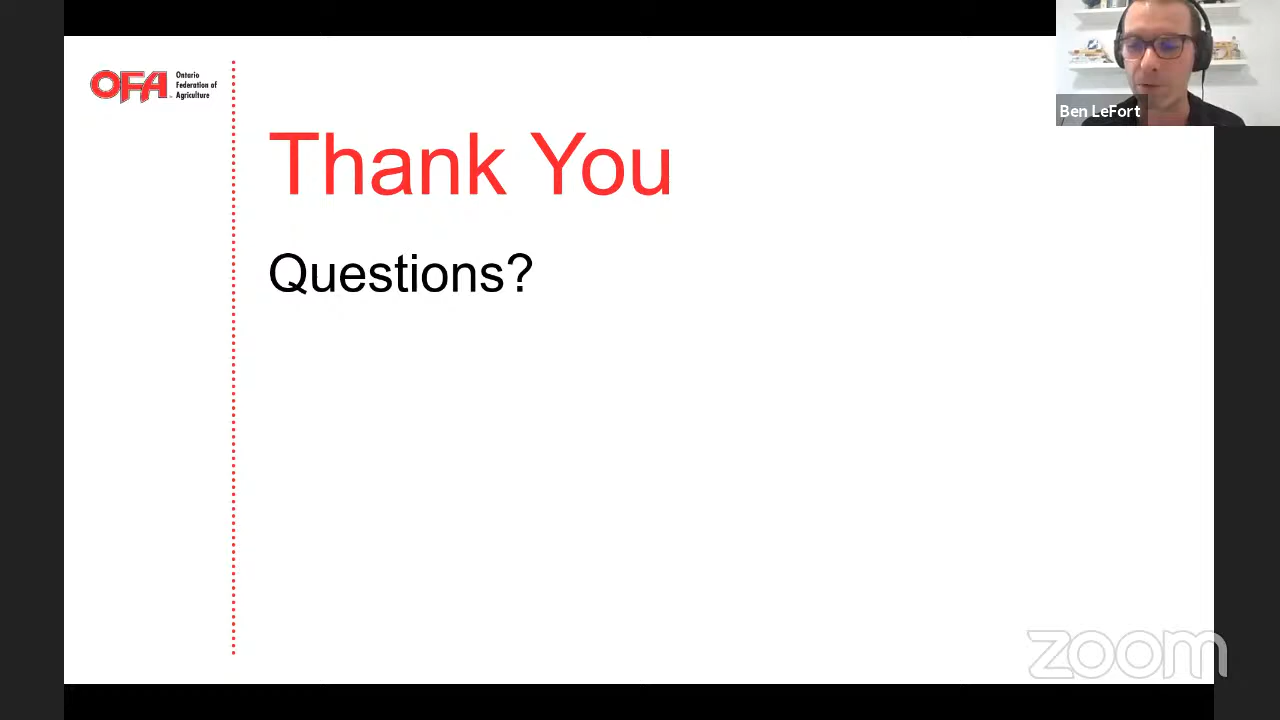 OFA
Ontario
Federation of
Agriculture
Thank You
Questions?
Ben LeFort
zoom